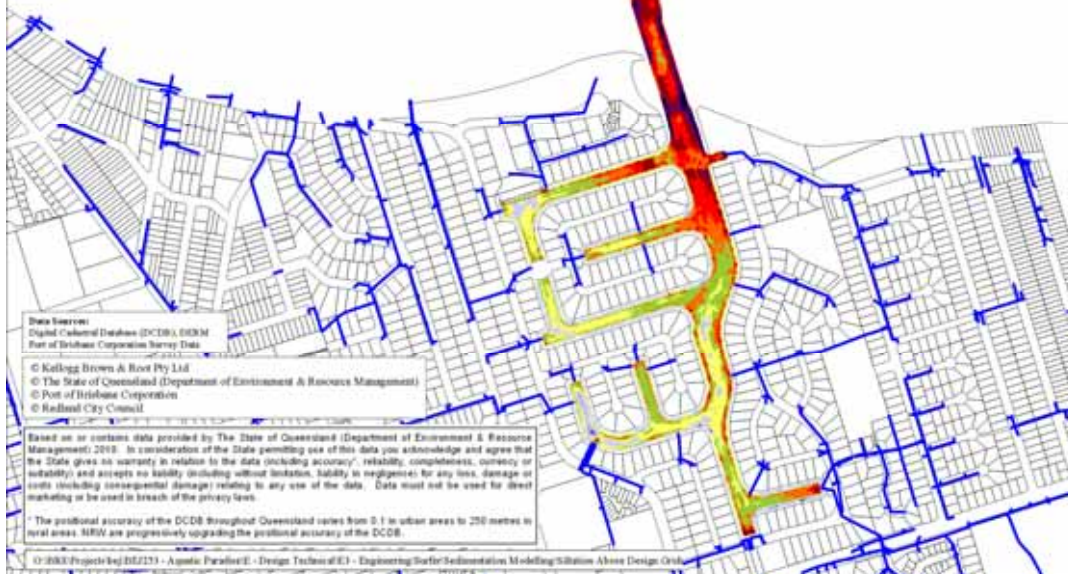 Data Sources:
Digital Cadastral Database (DCDB), DERM
Port of Brisbane Corporation Survey Data
© Kellogg Brown & Root Pty Ltd
© The State of Queensland (Department of Environment & Resource Management)
© Port of Brisbane Corporation
© Redland City Council
Based on or contains data provided by The State of Queensland (Department of Environment & Resource
Management) 2010. In consideration of the State permitting use of this data you acknowledge and agree that
the State gives no warranty in relation to the data (including accuracy*, reliability, completeness, currency or
suitability) and accepts no liability (including without limitation, liability in negligence) for any loss, damage or
costs (including consequential damage) relating to any use of the data. Data must not be used for direct
marketing or be used in breach of the privacy laws.
* The positional accuracy of the DCDB throughout Queensland varies from 0.1 in urban areas to 250 metres in
rural areas. NRW are progressively upgrading the positional accuracy of the DCDB.
- Aquatic Paradise\E - Design Technical\E3 - Engineering\Surfer\Sedimentation Modelling\Siltation Above Design Grids